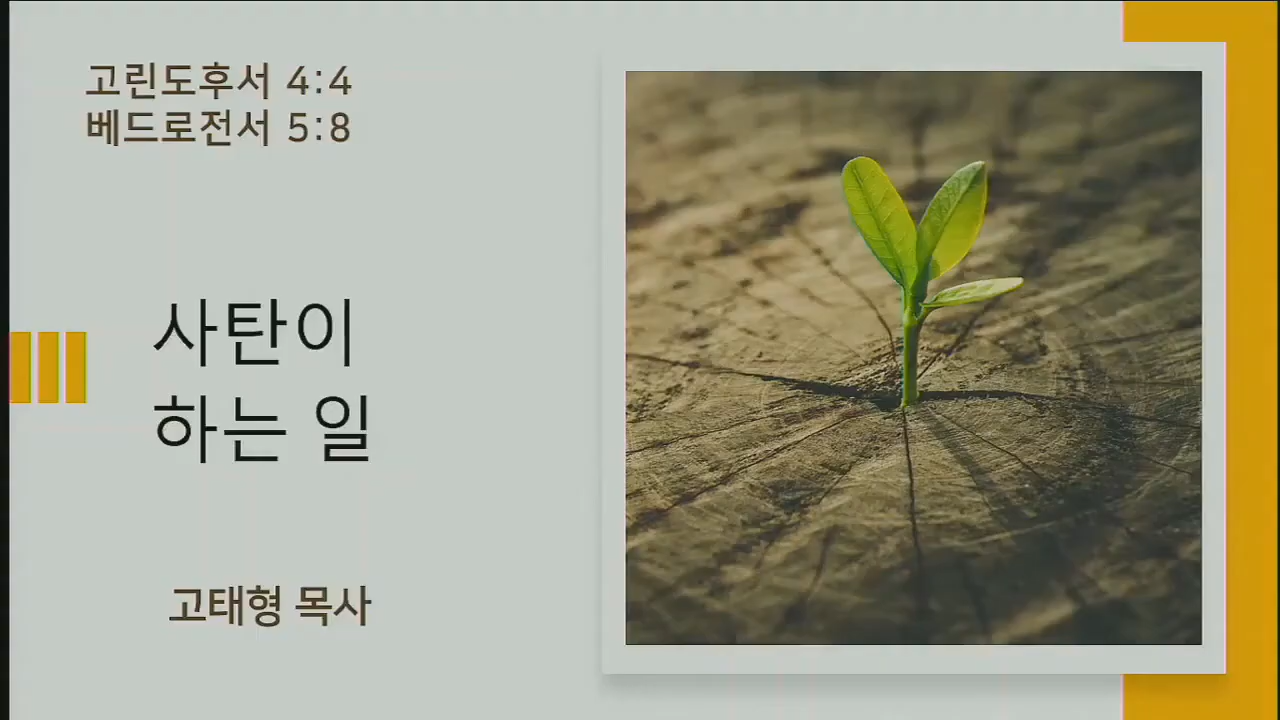 고린도후서 4:4
베드로전서 5:8
사탄이
하는 일
고태형 목사